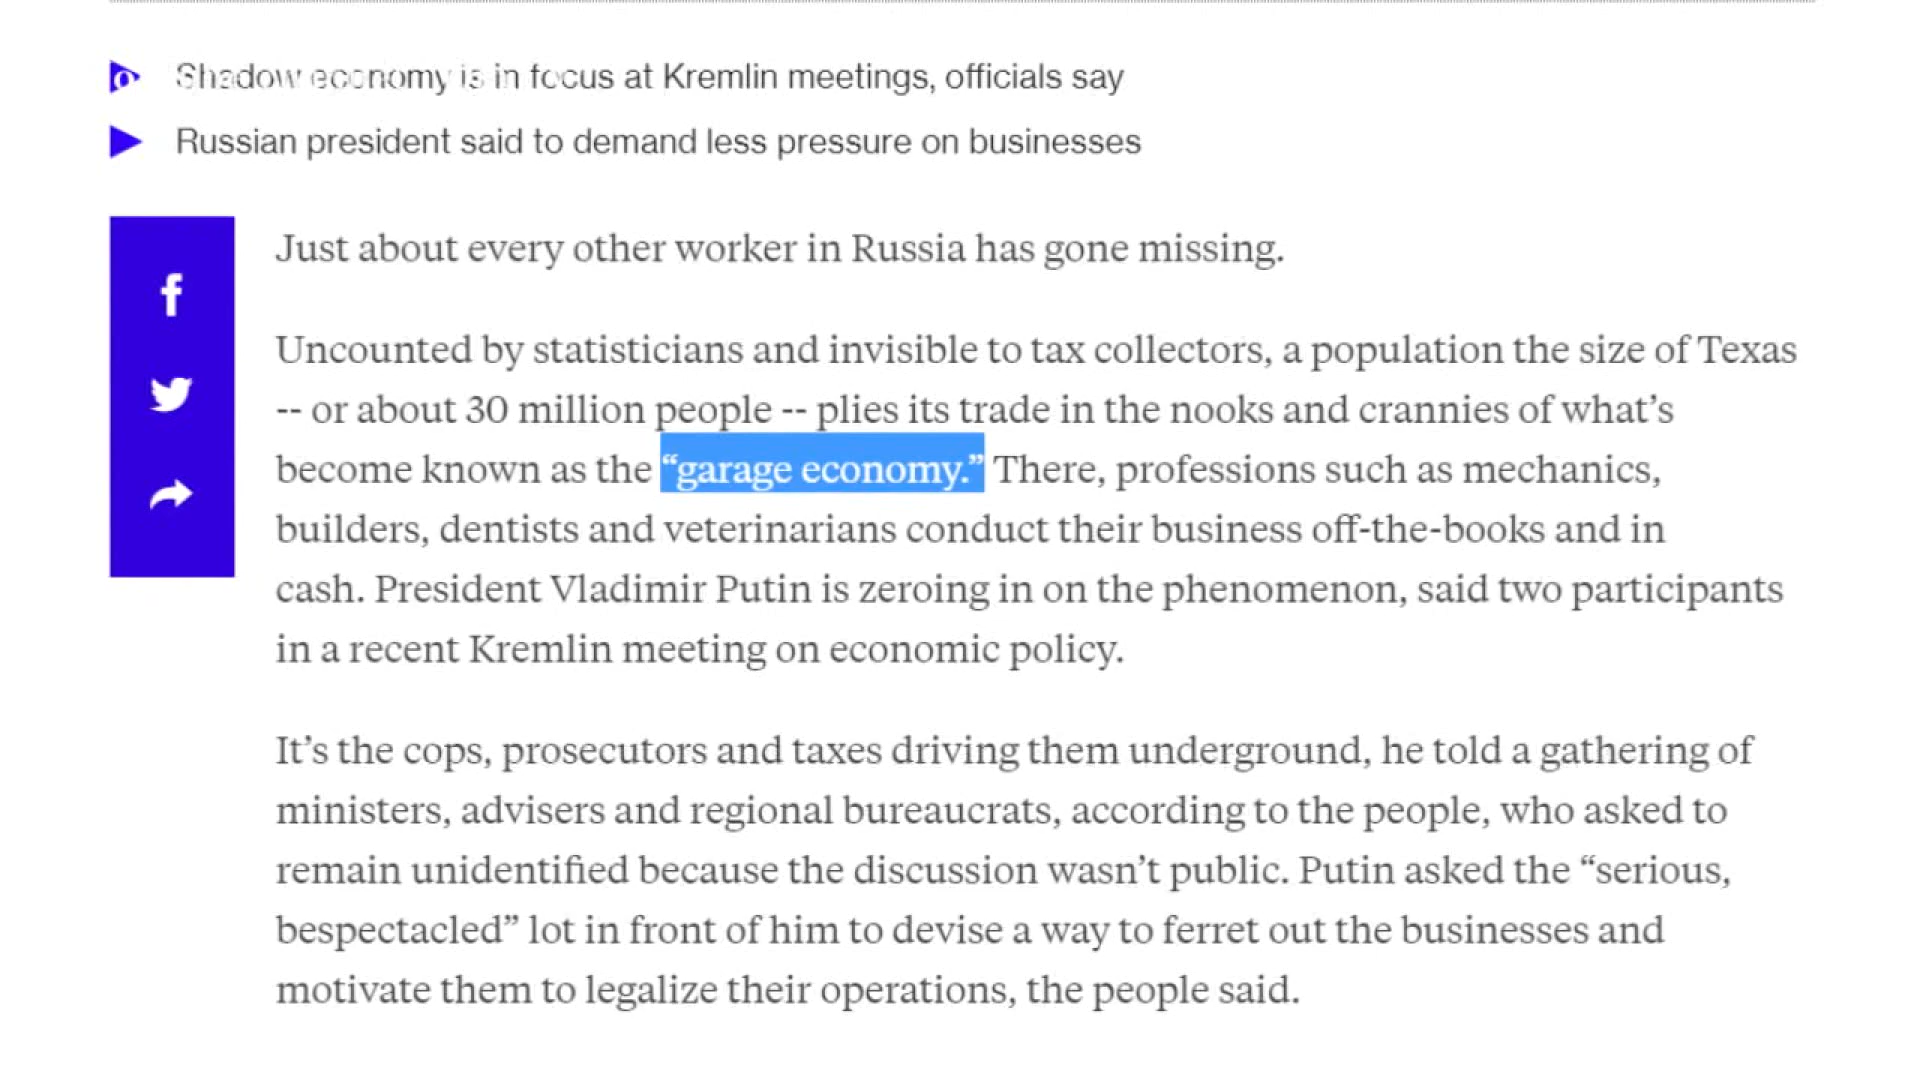 Shadow economy is in focus at Kremlin meetings, officials say
Russian president said to demand less pressure on businesses
Just about every other worker in Russia has gone missing.
Uncounted by statisticians and invisible to tax collectors, a population the size of Texas
-- or about 30 million people -- plies its trade in the nooks and crannies of what’s
become known as the “garage economy.” There, professions such as mechanics,
builders, dentists and veterinarians conduct their business off-the-books and in
cash. President Vladimir Putin is zeroing in on the phenomenon, said two participants
in a recent Kremlin meeting on economic policy.
It’s the cops, prosecutors and taxes driving them underground, he told a gathering of
ministers, advisers and regional bureaucrats, according to the people, who asked to
remain unidentified because the discussion wasn’t public. Putin asked the “serious,
bespectacled” lot in front of him to devise a way to ferret out the businesses and
motivate them to legalize their operations, the people said.